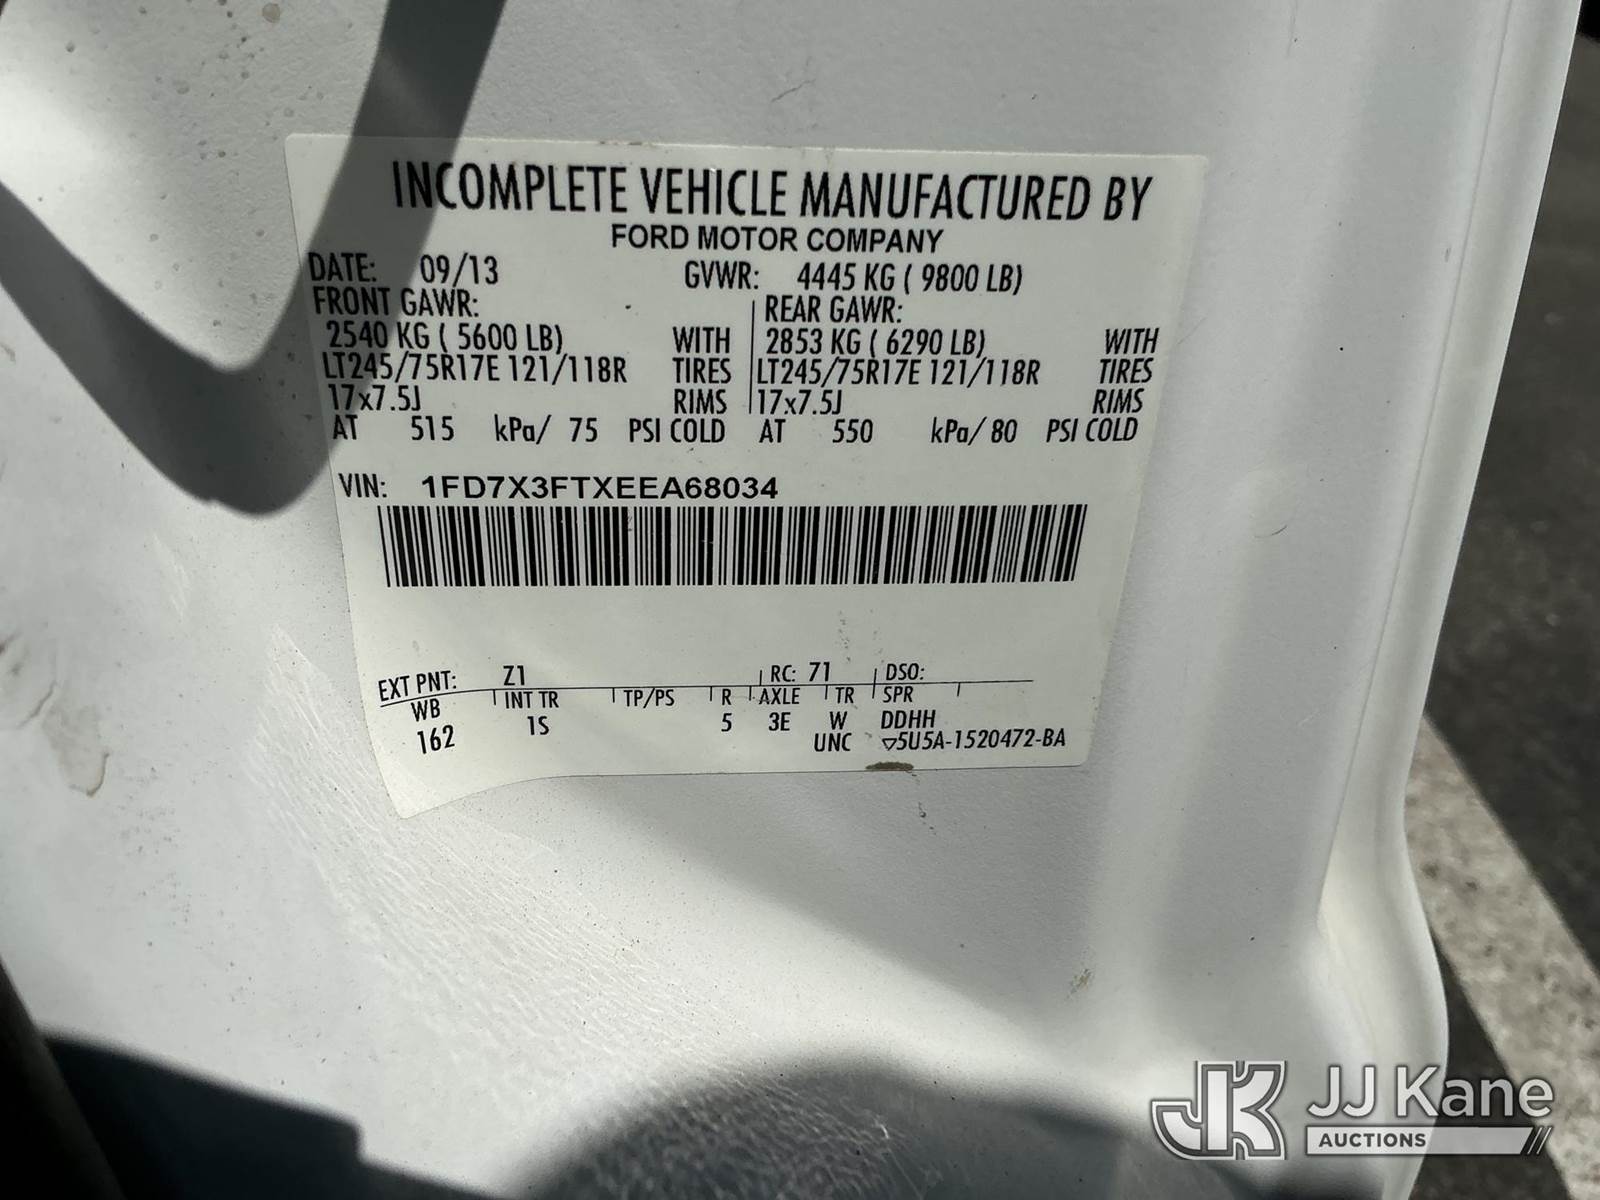 INCOMPLETE VEHICLE MANUFACTURED BY
FORD MOTOR COMPANY
DATE: 09/13 GVWR: 4445 KG ( 9800 LB)
FRONT GAWR: REAR GAWR:
2540 KG ( 5600 LB) WITH 2853 KG ( 6290 LB) WITH
LT245/75R17E 121/118R TIRES LT245/75R17E 121/118R TIRES
17x7.5J RIMS 17x7.5J RIMS
AT 515 kPa/ 75 PSI COLD AT 550 kPa/ 80 PSI COLD
VIN: 1FD7X3FTXEEA68034
EXT PNT: Z1 RC: 71 DSO:
WB INT TR TP/PS R AXLE TR SPR
162 1S 5 3E W DDHH
UNC ▽5U5A-1520472-BA
JK JJ Kane
AUCTIONS